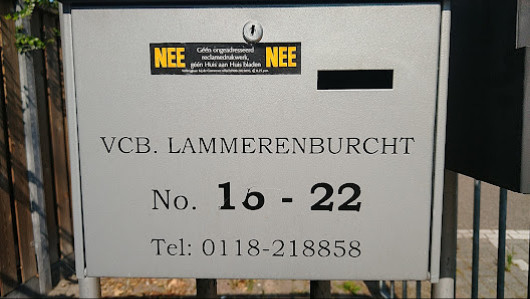 NEE Géén ongeadresseerd NEE
reclamedrukwerk,
géén Huis aan Huis bladen
VCB. LAMMERENBURCHT
No. 16 - 22
Tel: 0118-218858